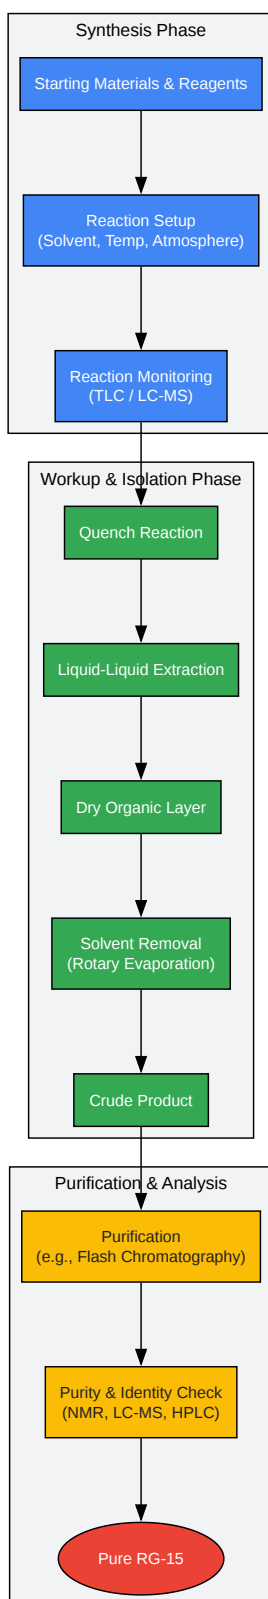 Synthesis Phase
Starting Materials & Reagents
Reaction Setup
(Solvent, Temp, Atmosphere)
Reaction Monitoring
(TLC / LC-MS)
Workup & Isolation Phase
Quench Reaction
Liquid-Liquid Extraction
Dry Organic Layer
Solvent Removal
(Rotary Evaporation)
Crude Product
Purification & Analysis
Purification
(e.g., Flash Chromatography)
Purity & Identity Check
(NMR, LC-MS, HPLC)
Pure RG-15